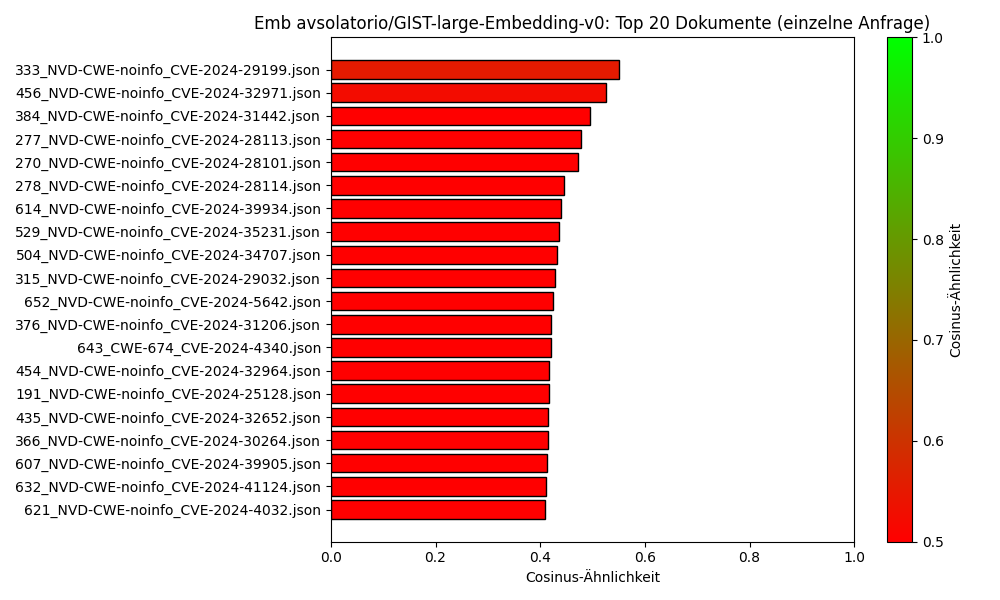 Emb avsolatorio/GIST-large-Embedding-v0: Top 20 Dokumente (einzelne Anfrage)
333_NVD-CWE-noinfo_CVE-2024-29199.json
456_NVD-CWE-noinfo_CVE-2024-32971.json
384_NVD-CWE-noinfo_CVE-2024-31442.json
277_NVD-CWE-noinfo_CVE-2024-28113.json
270_NVD-CWE-noinfo_CVE-2024-28101.json
278_NVD-CWE-noinfo_CVE-2024-28114.json
614_NVD-CWE-noinfo_CVE-2024-39934.json
529_NVD-CWE-noinfo_CVE-2024-35231.json
504_NVD-CWE-noinfo_CVE-2024-34707.json
315_NVD-CWE-noinfo_CVE-2024-29032.json
652_NVD-CWE-noinfo_CVE-2024-5642.json
376_NVD-CWE-noinfo_CVE-2024-31206.json
643_CWE-674_CVE-2024-4340.json
454_NVD-CWE-noinfo_CVE-2024-32964.json
191_NVD-CWE-noinfo_CVE-2024-25128.json
435_NVD-CWE-noinfo_CVE-2024-32652.json
366_NVD-CWE-noinfo_CVE-2024-30264.json
607_NVD-CWE-noinfo_CVE-2024-39905.json
632_NVD-CWE-noinfo_CVE-2024-41124.json
621_NVD-CWE-noinfo_CVE-2024-4032.json
0.0 0.2 0.4 0.6 0.8 1.0
Cosinus-Ähnlichkeit
1.0
0.9
0.8
0.7
0.6
0.5
Cosinus-Ähnlichkeit